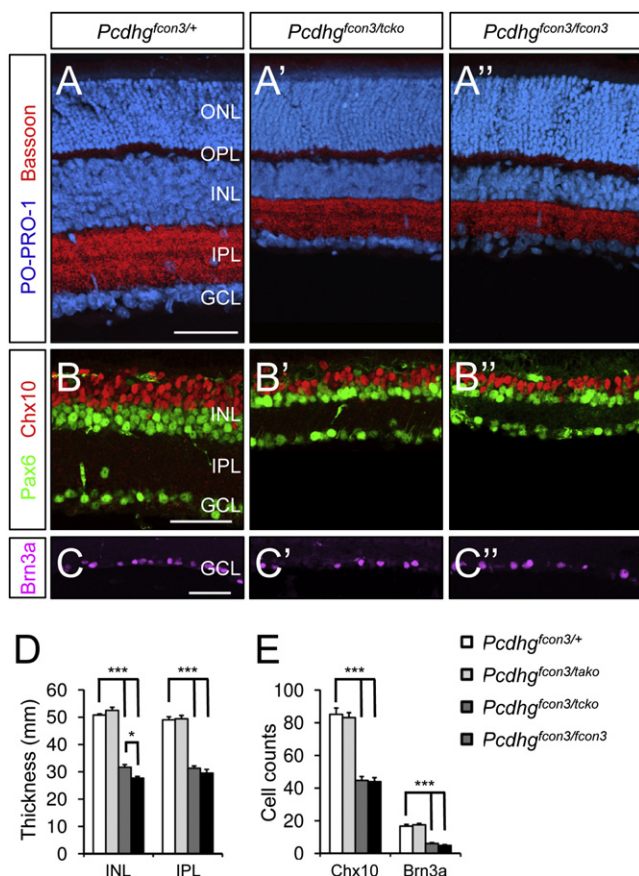 Pcdhgfcon3/+ Pcdhgfcon3/tcko Pcdhgfcon3/fcon3
PO-PRO-1 Bassoon
A A' A''
ONL
OPL
INL
IPL
GCL
Pax6 Chx10
B B' B''
INL
IPL
GCL
Brn3a
C C' C''
GCL
D
Thickness (mm)
60
50
40
30
20
10
0
*** ***
*
INL IPL
E
Cell counts
100
80
60
40
20
0
***
***
Chx10 Brn3a
Pcdhgfcon3/+
Pcdhgfcon3/tako
Pcdhgfcon3/tcko
Pcdhgfcon3/fcon3